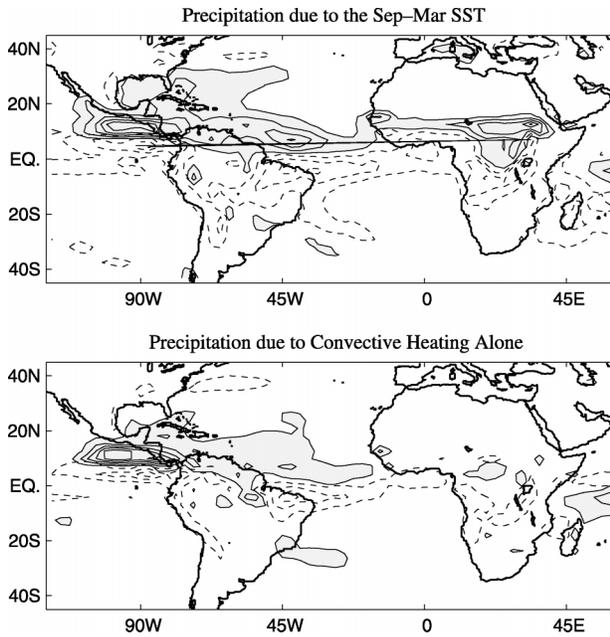 Precipitation due to the Sep–Mar SST
40N
20N
EQ.
20S
40S
90W 45W 0 45E
Precipitation due to Convective Heating Alone
40N
20N
EQ.
20S
40S
90W 45W 0 45E